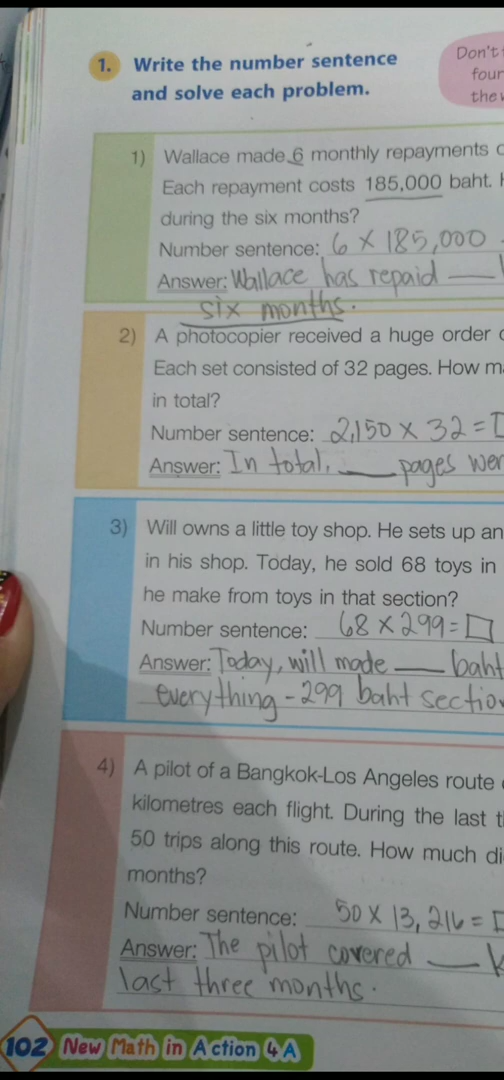 1. Write the number sentence
and solve each problem.
Don't
four
the
1) Wallace made 6 monthly repayments
Each repayment costs 185,000 baht.
during the six months?
Number sentence: 6 × 185,000
Answer: Wallace has repaid ___
six months.
2) A photocopier received a huge order
Each set consisted of 32 pages. How
in total?
Number sentence: 2,150 × 32 = □
Answer: In total, ___ pages wer
3) Will owns a little toy shop. He sets up an
in his shop. Today, he sold 68 toys in
he make from toys in that section?
Number sentence: 68 × 299 = □
Answer: Today, will made ___ baht
everything - 299 baht section
4) A pilot of a Bangkok-Los Angeles route
kilometres each flight. During the last
50 trips along this route. How much di
months?
Number sentence: 50 × 13,216 = □
Answer: The pilot covered ___ k
last three months.
102 New Math in Action 4A